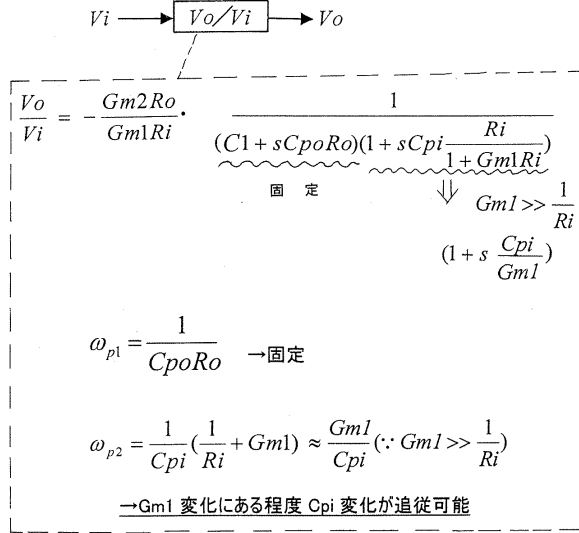 Vi → Vo/Vi → Vo
Vo/Vi = − Gm2Ro/Gm1Ri · 1/((C1+sCpoRo)(1+sCpi Ri/(1+Gm1Ri)))
固 定
⇓ Gm1>>1/Ri
(1+s Cpi/Gm1)
ωp1 = 1/CpoRo →固定
ωp2 = 1/Cpi (1/Ri + Gm1) ≈ Gm1/Cpi (∵ Gm1>>1/Ri)
→Gm1 変化にある程度 Cpi 変化が追従可能